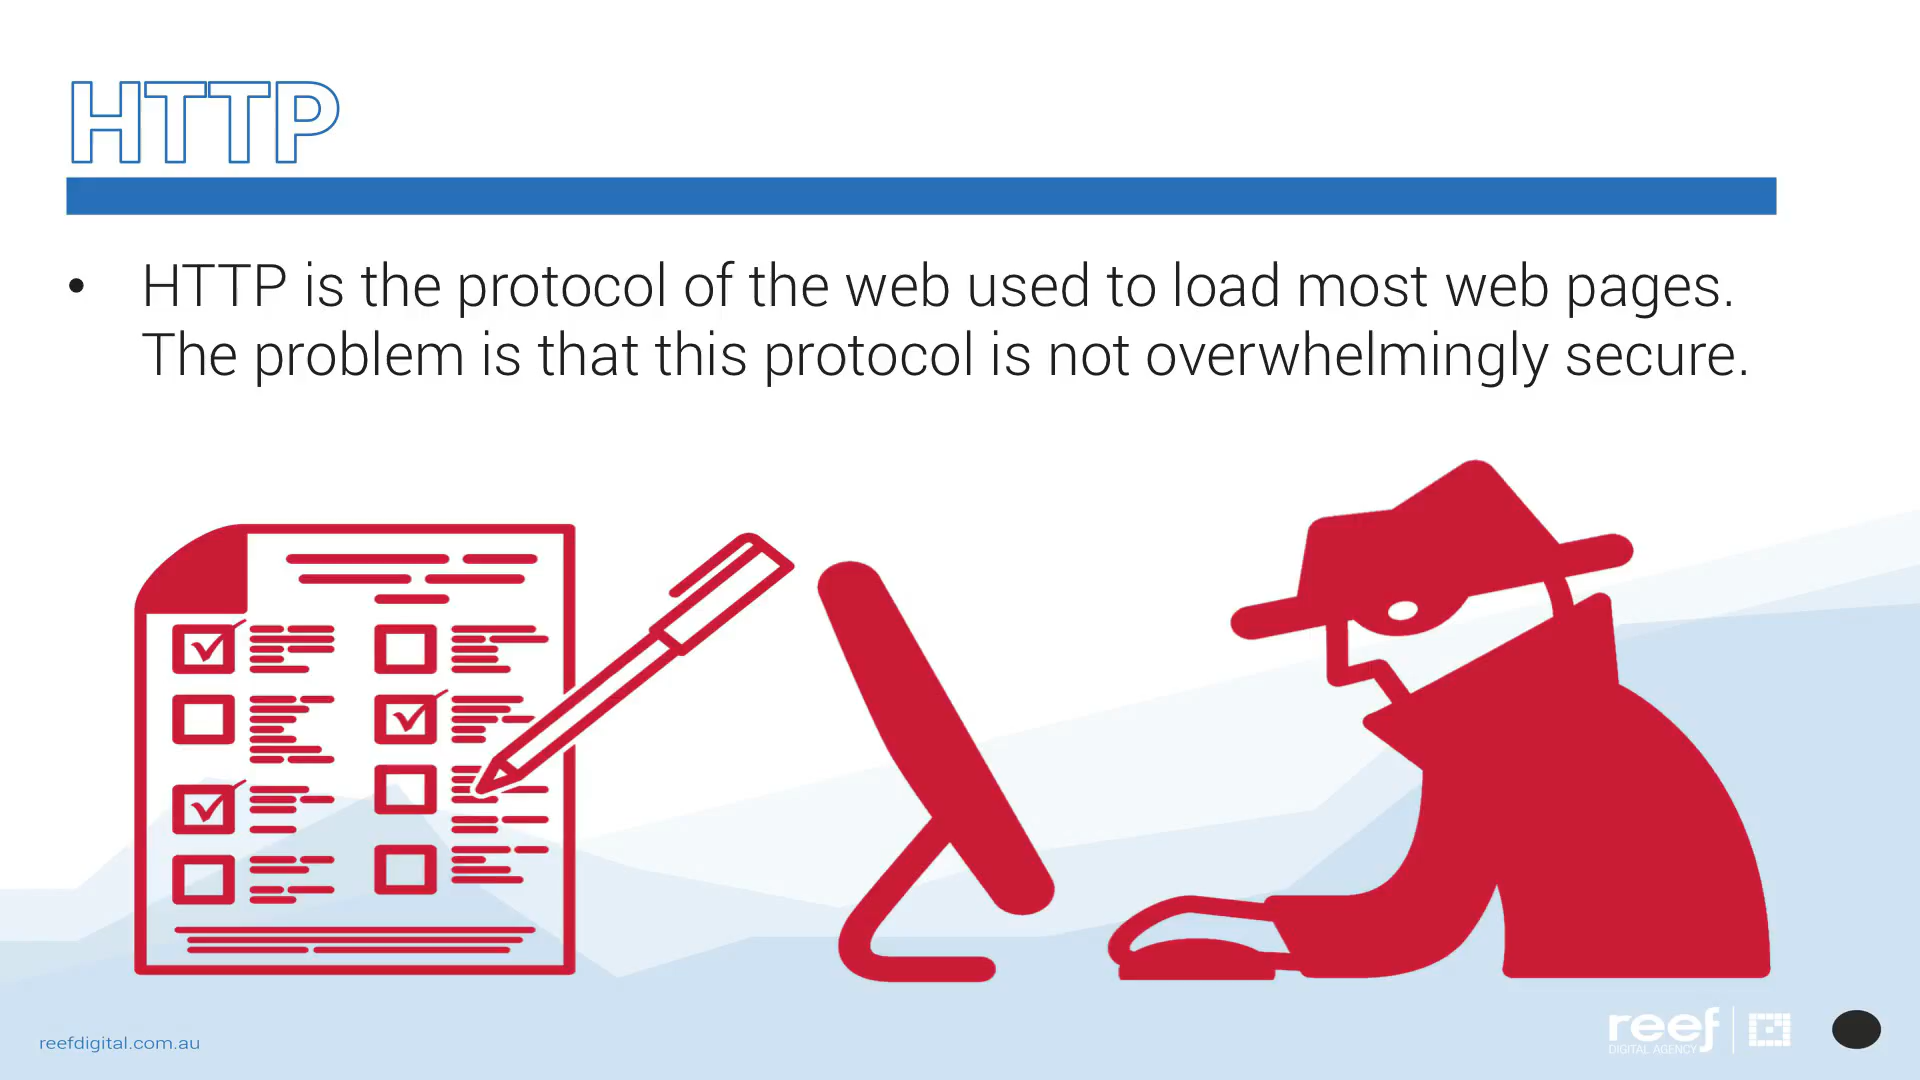 HTTP
• HTTP is the protocol of the web used to load most web pages.
The problem is that this protocol is not overwhelmingly secure.
reefdigital.com.au
reef
DIGITAL AGENCY